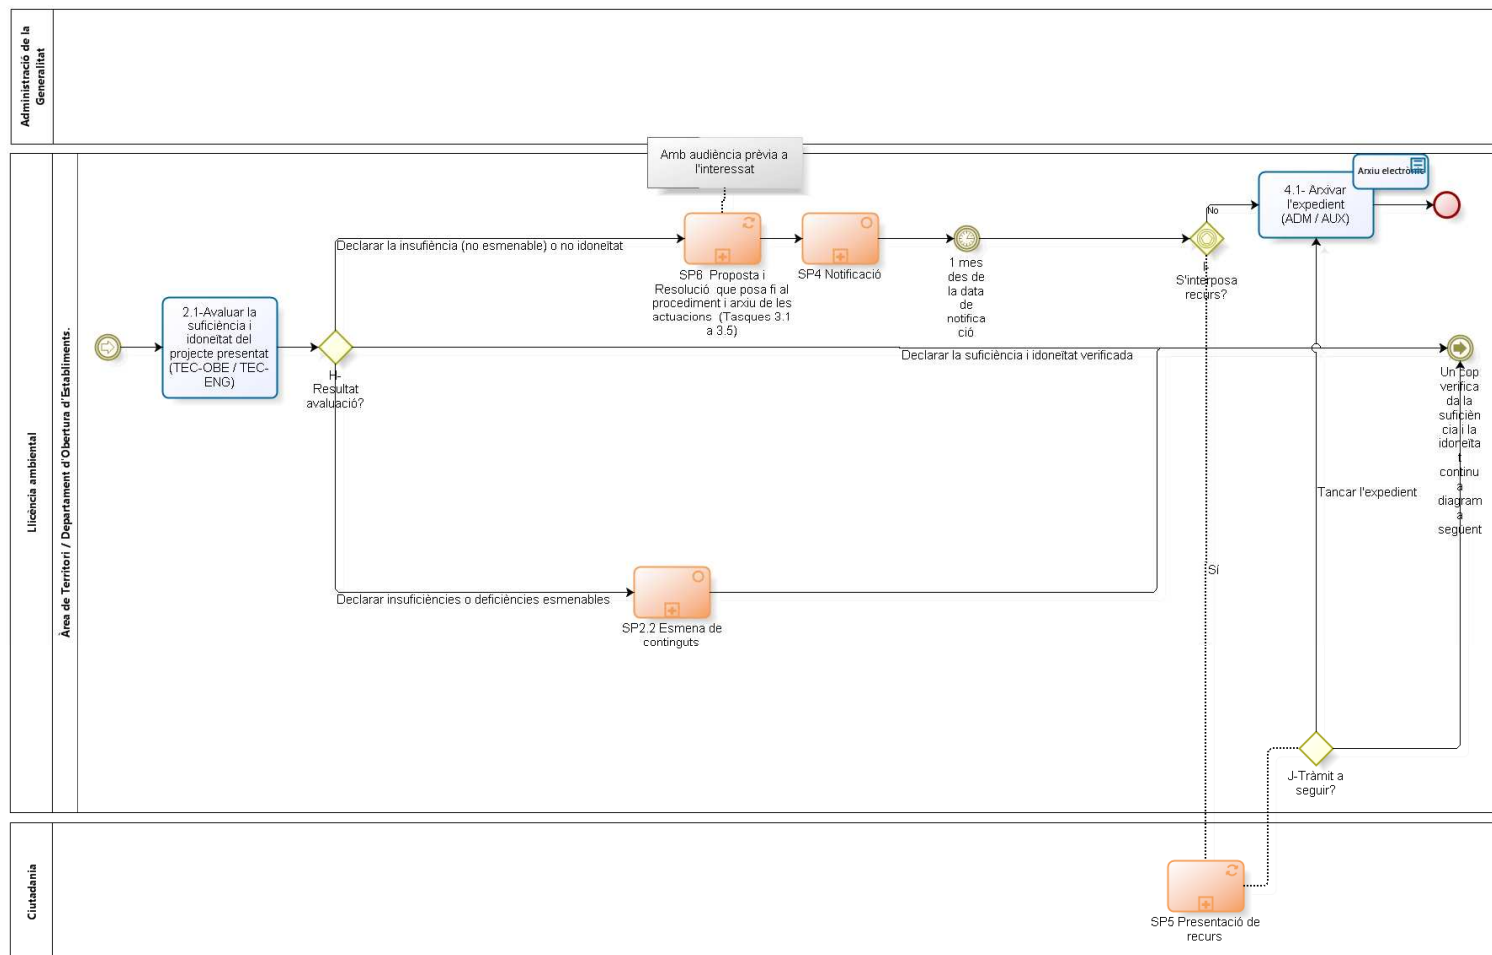 Administració de la
Generalitat
Llicència ambiental
Àrea de Territori / Departament d'Obertura d'Establiments.
Amb audiència prèvia a
l'interessat
Arxiu electrònic
4.1- Arxivar
l'expedient
(ADM / AUX)
No
Declarar la insufiència (no esmenable) o no idoneïtat
SP6  Proposta i
Resolució  que posa fi al
procediment i arxiu de les
actuacions  (Tasques 3.1
a 3.5)
SP4 Notificació
1 mes
des de
la data
de
notifica
ció
I-
S'interposa
recurs?
2.1-Avaluar la
suficiència i
idoneïtat del
projecte presentat
(TEC-OBE / TEC-
ENG)
H-
Resultat
avaluació?
Declarar la suficiència i idoneïtat verificada
Un cop
verifica
da la
suficièn
cia i la
idoneïta
t
continu
a
diagram
a
següent
Tancar l'expedient
Sí
Declarar insuficiències o deficiències esmenables
SP2.2 Esmena de
continguts
J-Tràmit a
seguir?
Ciutadania
SP5 Presentació de
recurs